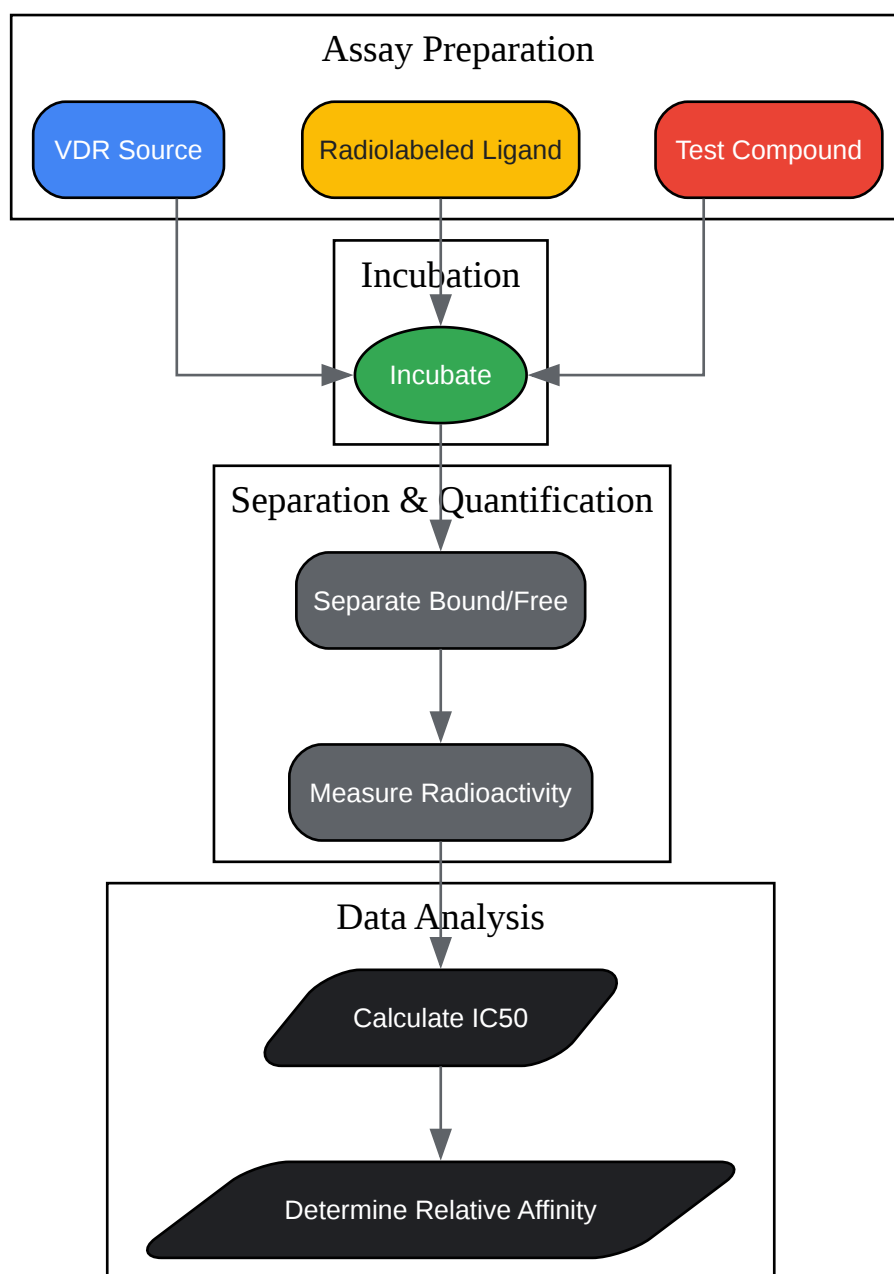 Assay Preparation
VDR Source
Radiolabeled Ligand
Test Compound
Incubation
Incubate
Separation & Quantification
Separate Bound/Free
Measure Radioactivity
Data Analysis
Calculate IC50
Determine Relative Affinity